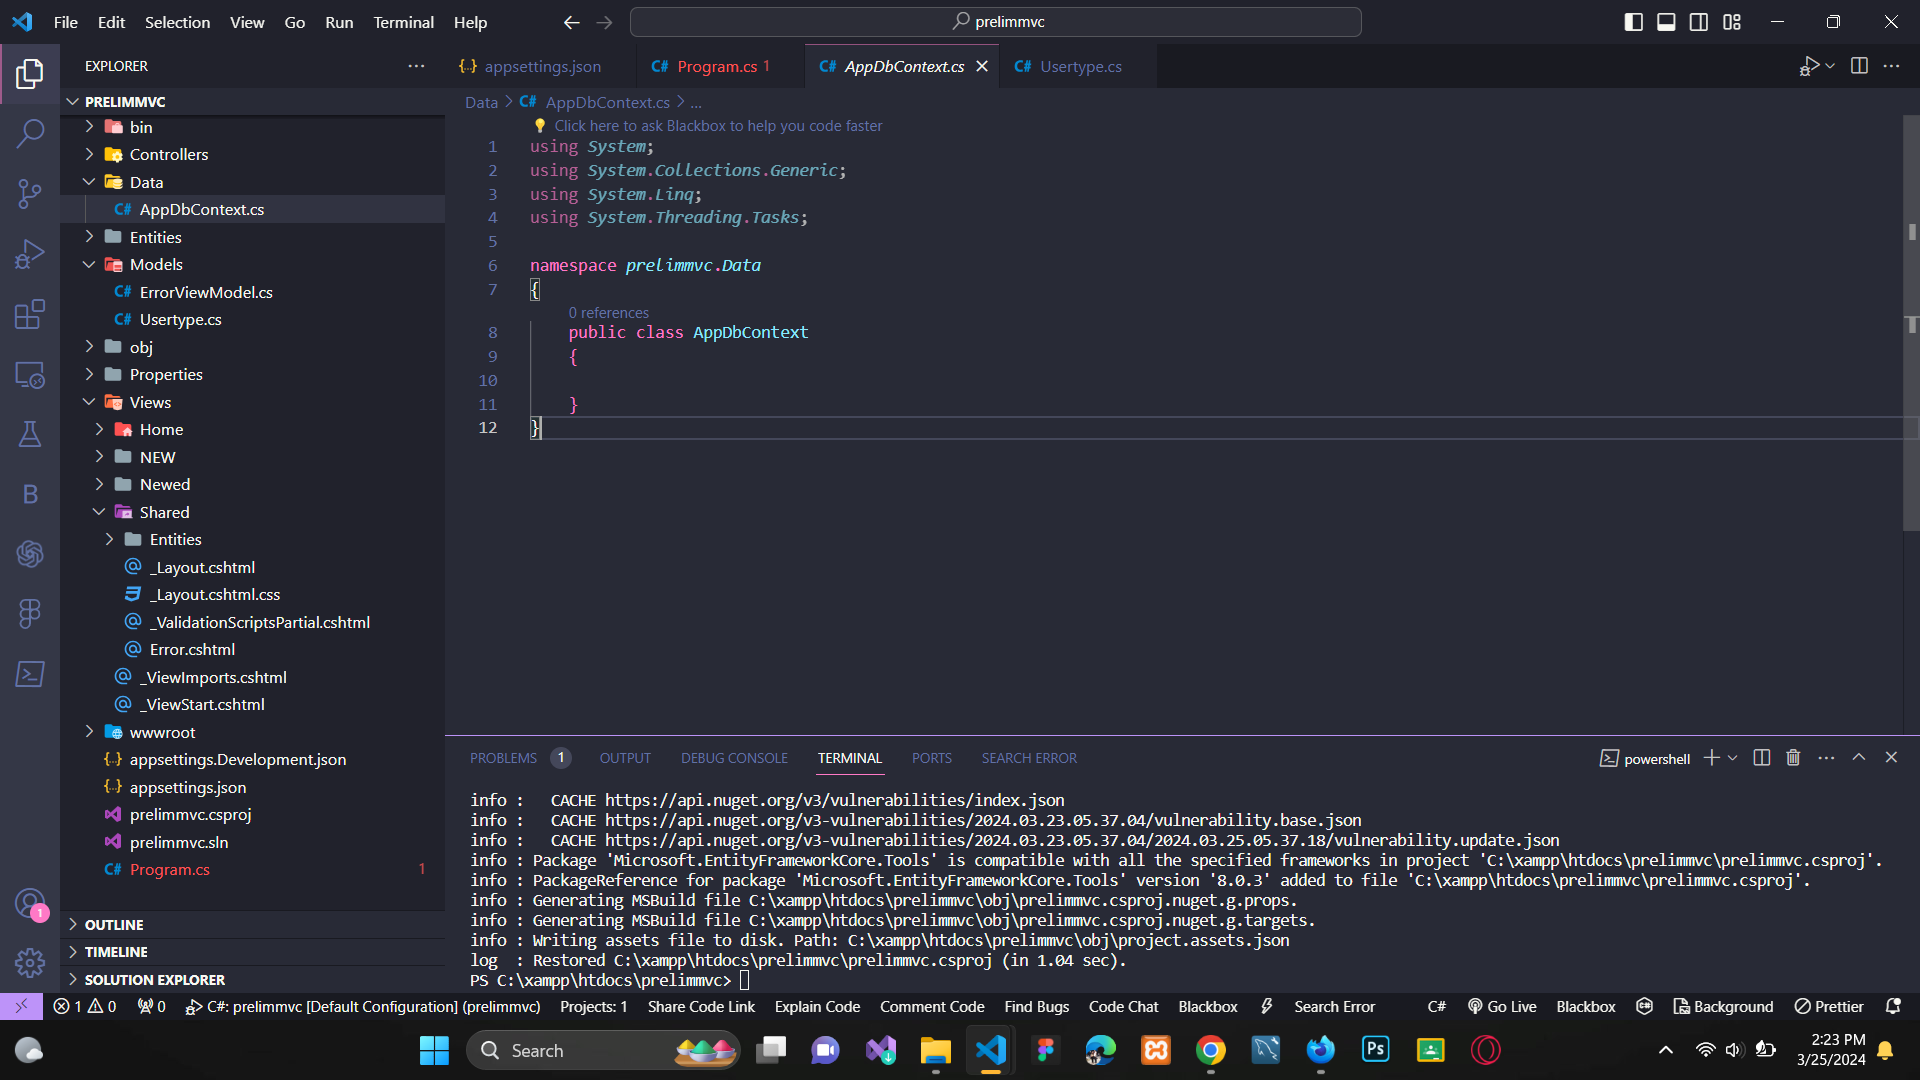 File Edit Selection View Go Run Terminal Help
prelimmvc
EXPLORER
PRELIMMVC
bin
Controllers
Data
AppDbContext.cs
Entities
Models
ErrorViewModel.cs
Usertype.cs
obj
Properties
Views
Home
NEW
Newed
Shared
Entities
_Layout.cshtml
_Layout.cshtml.css
_ValidationScriptsPartial.cshtml
Error.cshtml
_ViewImports.cshtml
_ViewStart.cshtml
wwwroot
appsettings.Development.json
appsettings.json
prelimmvc.csproj
prelimmvc.sln
C# Program.cs 1
OUTLINE
TIMELINE
SOLUTION EXPLORER
appsettings.json
C# Program.cs 1
C# AppDbContext.cs
C# Usertype.cs
Data > C# AppDbContext.cs > ...
Click here to ask Blackbox to help you code faster
1 using System;
2 using System.Collections.Generic;
3 using System.Linq;
4 using System.Threading.Tasks;
5
6 namespace prelimmvc.Data
7 {
0 references
8 public class AppDbContext
9 {
10
11 }
12 }
PROBLEMS 1 OUTPUT DEBUG CONSOLE TERMINAL PORTS SEARCH ERROR
powershell
info :   CACHE https://api.nuget.org/v3/vulnerabilities/index.json
info :   CACHE https://api.nuget.org/v3-vulnerabilities/2024.03.23.05.37.04/vulnerability.base.json
info :   CACHE https://api.nuget.org/v3-vulnerabilities/2024.03.23.05.37.04/2024.03.25.05.37.18/vulnerability.update.json
info : Package 'Microsoft.EntityFrameworkCore.Tools' is compatible with all the specified frameworks in project 'C:\xampp\htdocs\prelimmvc\prelimmvc.csproj'.
info : PackageReference for package 'Microsoft.EntityFrameworkCore.Tools' version '8.0.3' added to file 'C:\xampp\htdocs\prelimmvc\prelimmvc.csproj'.
info : Generating MSBuild file C:\xampp\htdocs\prelimmvc\obj\prelimmvc.csproj.nuget.g.props.
info : Generating MSBuild file C:\xampp\htdocs\prelimmvc\obj\prelimmvc.csproj.nuget.g.targets.
info : Writing assets file to disk. Path: C:\xampp\htdocs\prelimmvc\obj\project.assets.json
log  : Restored C:\xampp\htdocs\prelimmvc\prelimmvc.csproj (in 1.04 sec).
PS C:\xampp\htdocs\prelimmvc>
1 0 0 C#: prelimmvc [Default Configuration] (prelimmvc) Projects: 1 Share Code Link Explain Code Comment Code Find Bugs Code Chat Blackbox Search Error C# Go Live Blackbox Background Prettier
Search
Ps
2:23 PM
3/25/2024